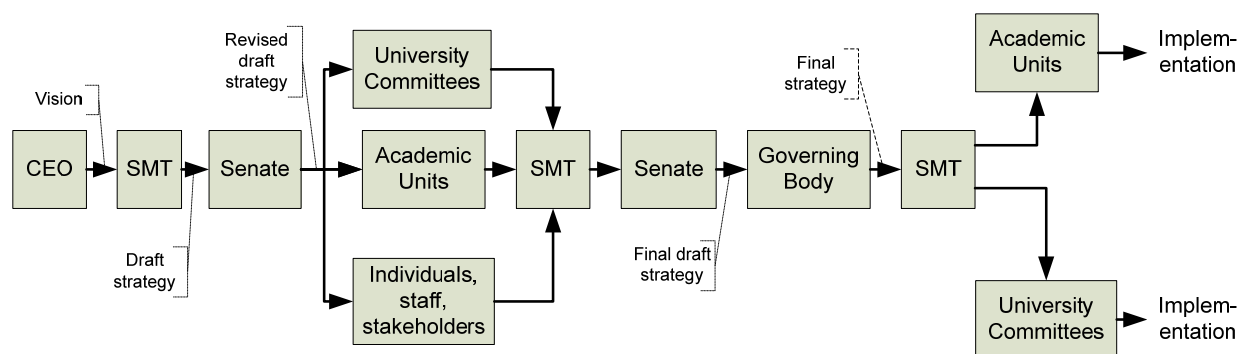 Vision
CEO
SMT
Draft
strategy
Senate
Revised
draft
strategy
University
Committees
Academic
Units
Individuals,
staff,
stakeholders
SMT
Senate
Final draft
strategy
Governing
Body
Final
strategy
SMT
Academic
Units
Implem-
entation
University
Committees
Implem-
entation